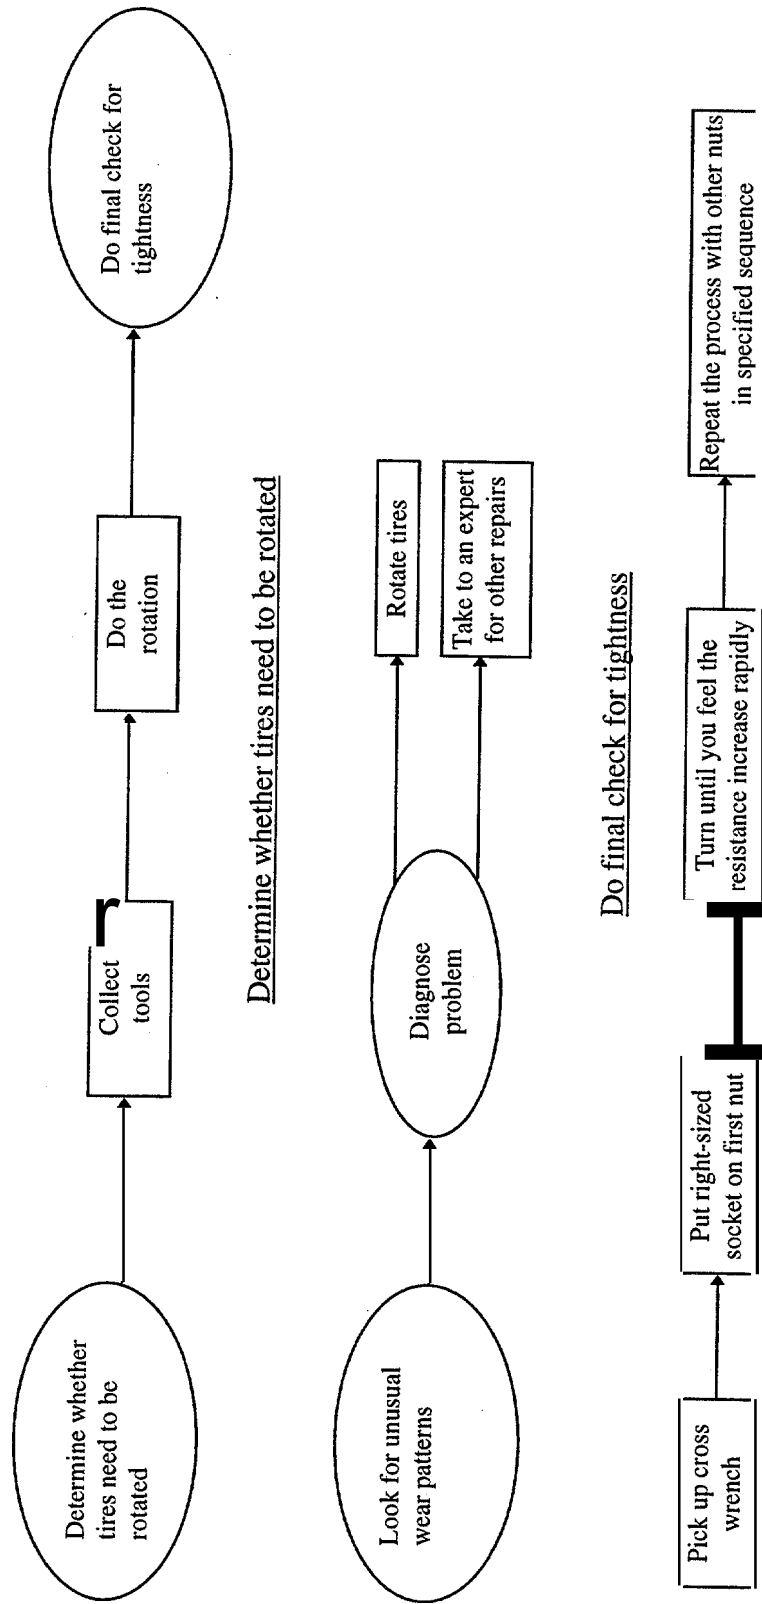 Determine whether
tires need to be
rotated
Collect
tools
Do the
rotation
Do final check for
tightness
Determine whether tires need to be rotated
Look for unusual
wear patterns
Diagnose
problem
Rotate tires
Take to an expert
for other repairs
Do final check for tightness
Pick up cross
wrench
Put right-sized
socket on first nut
Turn until you feel the
resistance increase rapidly
Repeat the process with other nuts
in specified sequence